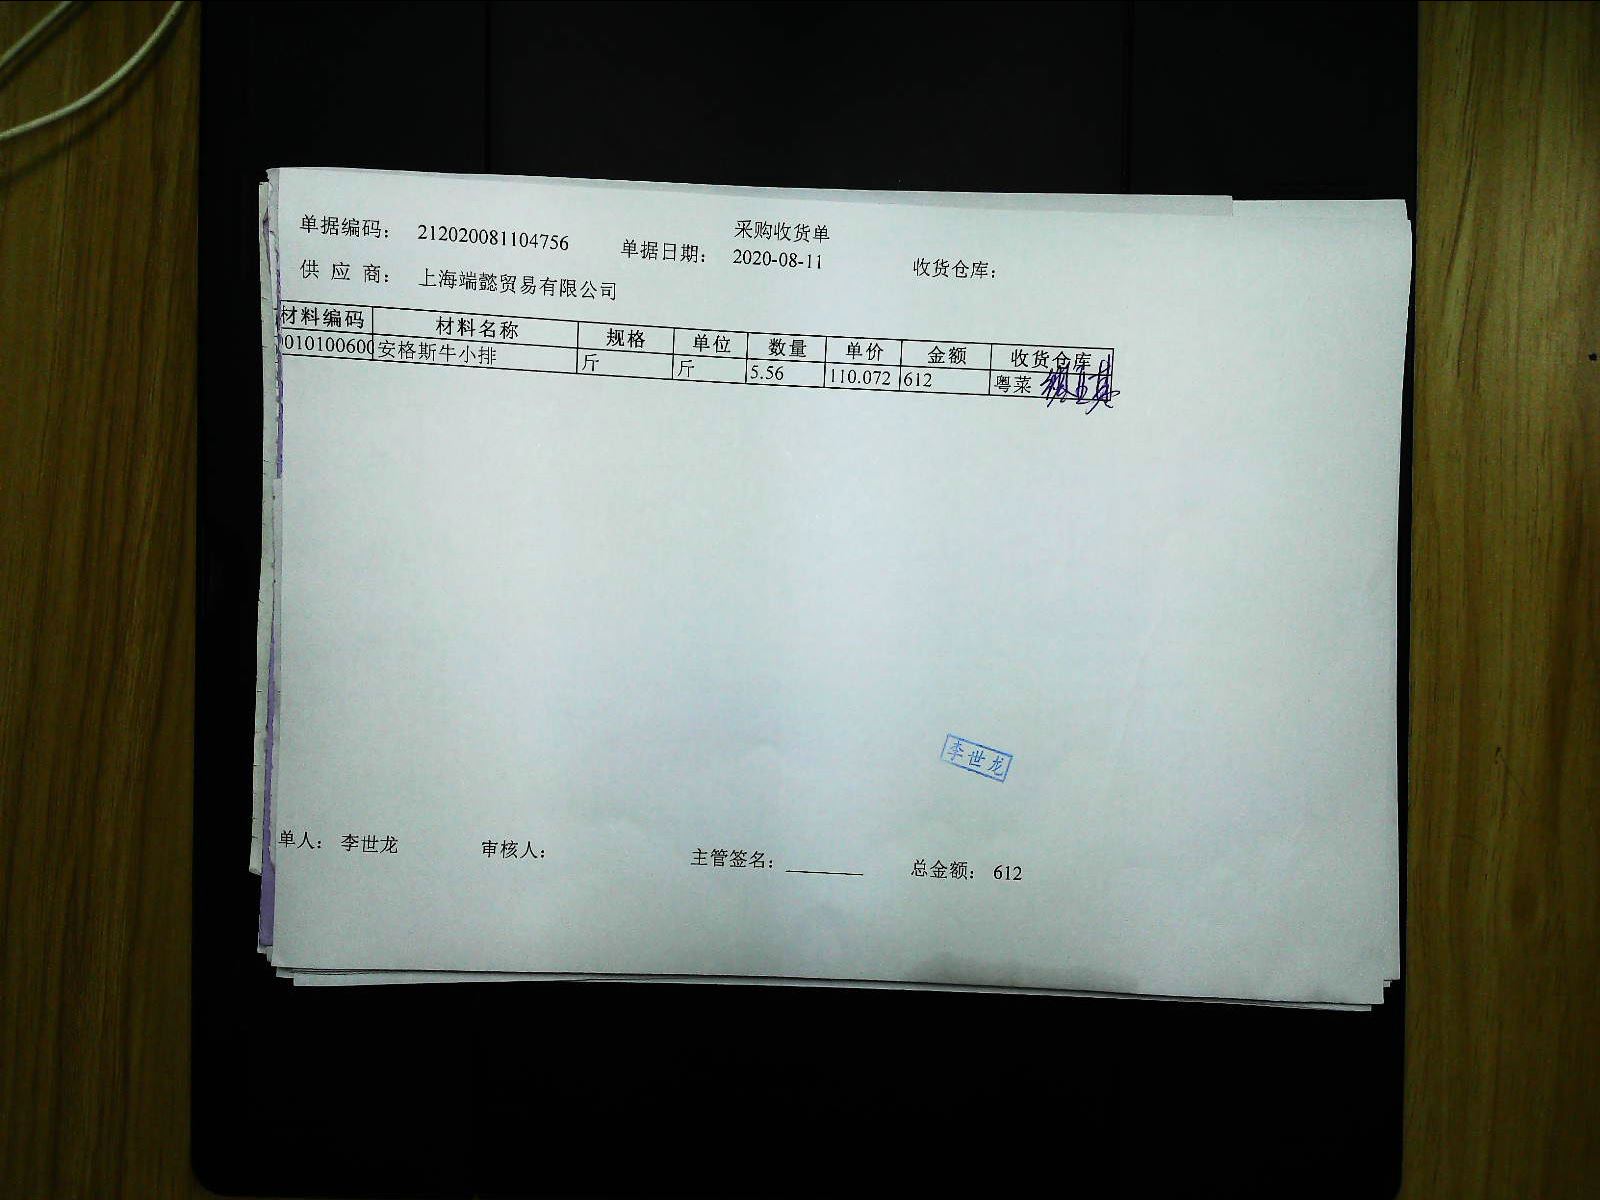 采购收货单
单据编码: 212020081104756 单据日期: 2020-08-11 收货仓库:
供 应 商: 上海端懿贸易有限公司
材料编码 材料名称 规格 单位 数量 单价 金额 收货仓库
010100600 安格斯牛小排 斤 斤 5.56 110.072 612 粤菜
李世龙
单人: 李世龙 审核人: 主管签名: ______ 总金额: 612